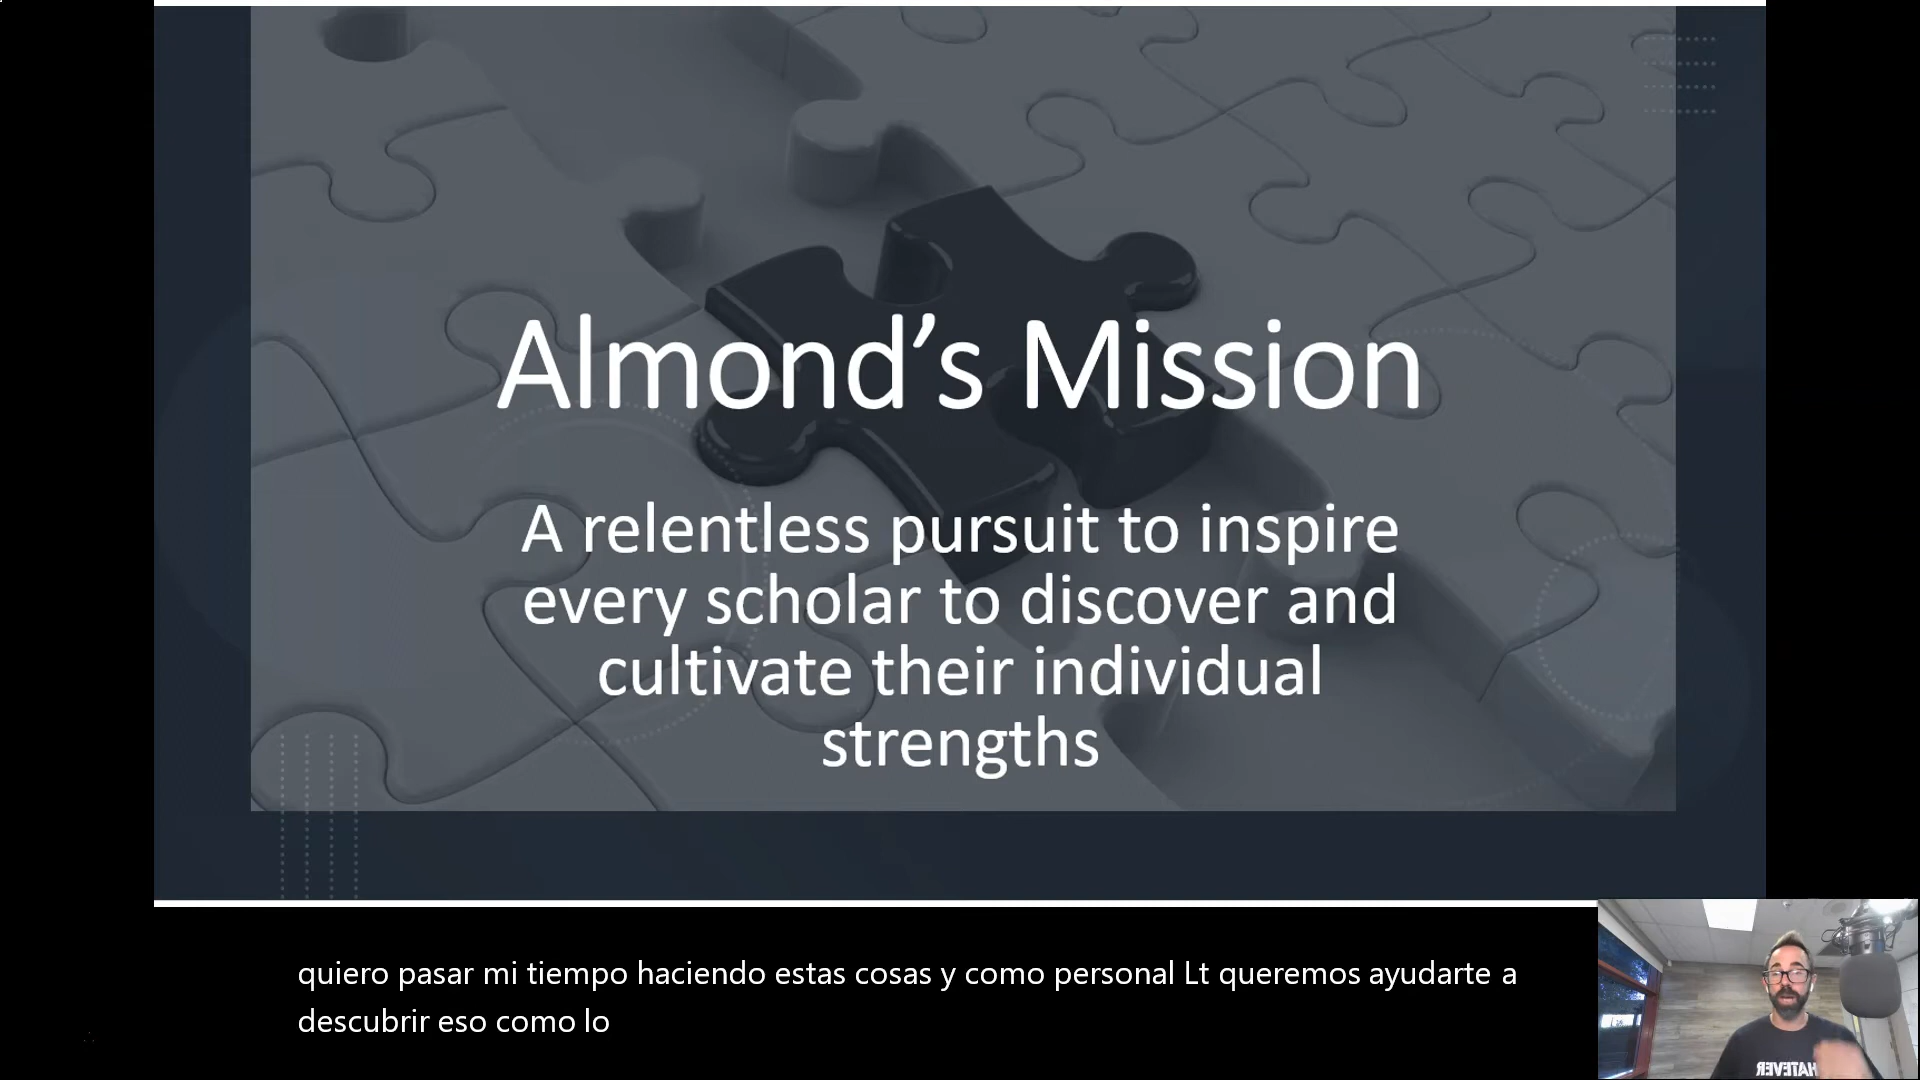 Almond’s Mission
A relentless pursuit to inspire
every scholar to discover and
cultivate their individual
strengths
quiero pasar mi tiempo haciendo estas cosas y como personal Lt queremos ayudarte a
descubrir eso como lo
HATEVER